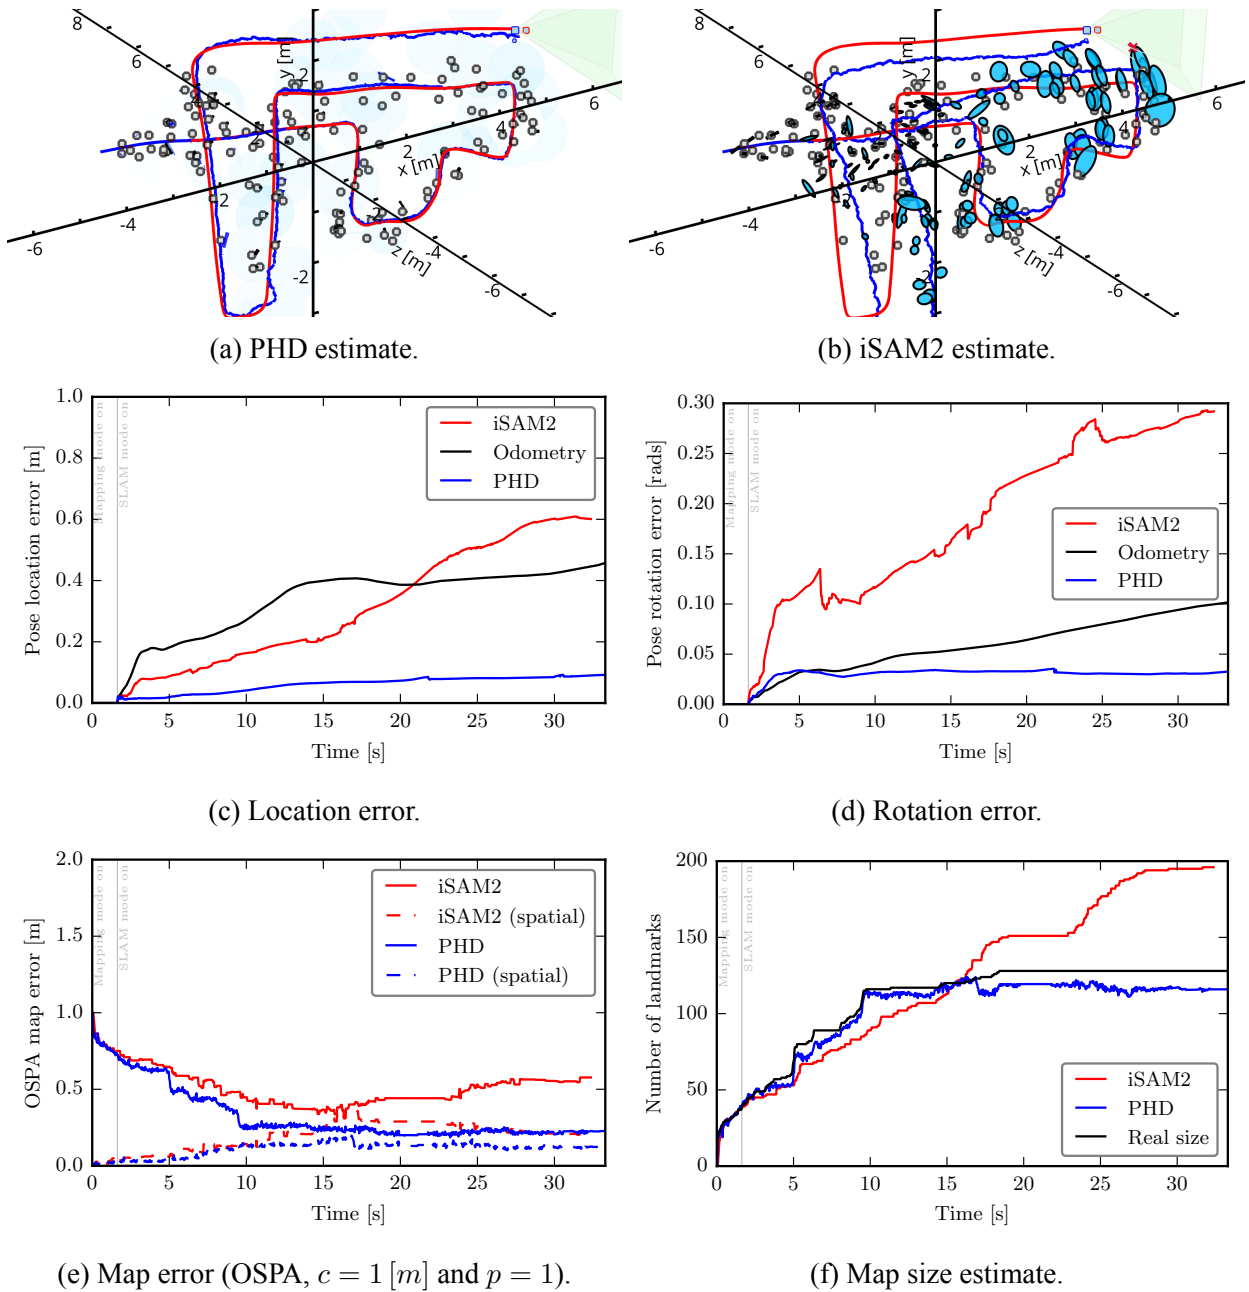 8
6
4
2
y [m]
2
4
6
x [m]
2
-2
-4
-6
-2
z [m]
-4
-2
-6
8
6
4
y [m]
2
4
6
2
x [m]
-2
-4
-6
z [m]
-4
-2
-6
(a) PHD estimate.
(b) iSAM2 estimate.
1.0
0.8
0.6
0.4
0.2
0.0
Pose location error [m]
Mapping mode on
SLAM mode on
iSAM2
Odometry
PHD
0 5 10 15 20 25 30
Time [s]
0.30
0.25
0.20
0.15
0.10
0.05
0.00
Pose rotation error [rads]
Mapping mode on
SLAM mode on
iSAM2
Odometry
PHD
0 5 10 15 20 25 30
Time [s]
(c) Location error.
(d) Rotation error.
2.0
1.5
1.0
0.5
0.0
OSPA map error [m]
Mapping mode on
SLAM mode on
iSAM2
iSAM2 (spatial)
PHD
PHD (spatial)
0 5 10 15 20 25 30
Time [s]
200
150
100
50
0
Number of landmarks
Mapping mode on
SLAM mode on
iSAM2
PHD
Real size
0 5 10 15 20 25 30
Time [s]
(e) Map error (OSPA, c = 1 [m] and p = 1).
(f) Map size estimate.